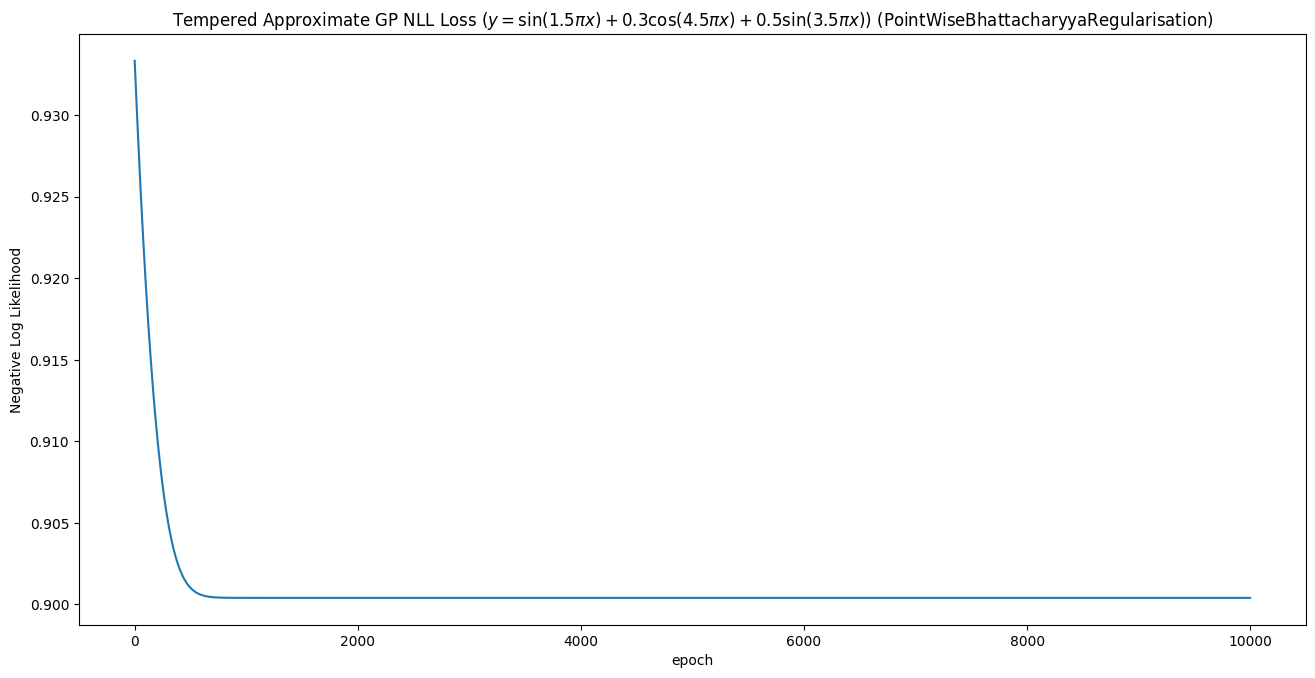 Tempered Approximate GP NLL Loss (y = sin(1.5πx) + 0.3cos(4.5πx) + 0.5sin(3.5πx)) (PointWiseBhattacharyyaRegularisation)
0.930
0.925
0.920
0.915
0.910
0.905
0.900
Negative Log Likelihood
0 2000 4000 6000 8000 10000
epoch